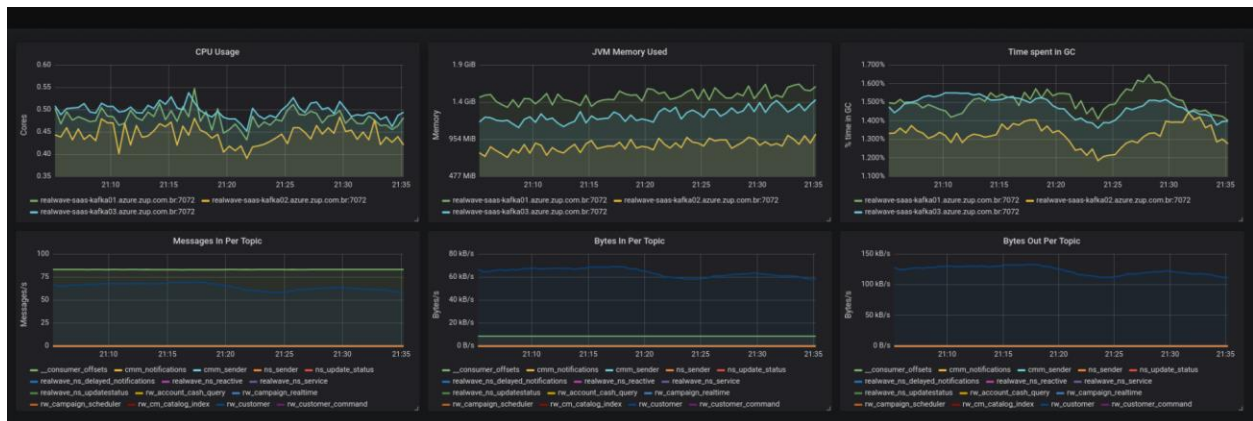 CPU Usage
0.60
0.55
0.50
0.45
0.40
0.35
Cores
21:10 21:15 21:20 21:25 21:30 21:35
realwave-saas-kafka01.azure.zup.com.br:7072 realwave-saas-kafka02.azure.zup.com.br:7072
realwave-saas-kafka03.azure.zup.com.br:7072
JVM Memory Used
1.9 GiB
1.4 GiB
954 MiB
477 MiB
Memory
21:10 21:15 21:20 21:25 21:30 21:35
realwave-saas-kafka01.azure.zup.com.br:7072 realwave-saas-kafka02.azure.zup.com.br:7072
realwave-saas-kafka03.azure.zup.com.br:7072
Time spent in GC
1.700%
1.600%
1.500%
1.400%
1.300%
1.200%
1.100%
% time in GC
21:10 21:15 21:20 21:25 21:30 21:35
realwave-saas-kafka01.azure.zup.com.br:7072 realwave-saas-kafka02.azure.zup.com.br:7072
realwave-saas-kafka03.azure.zup.com.br:7072
Messages In Per Topic
100
75
50
25
0
Messages/s
21:10 21:15 21:20 21:25 21:30 21:35
__consumer_offsets cmm_notifications cmm_sender ns_sender ns_update_status
realwave_ns_delayed_notifications realwave_ns_reactive realwave_ns_service
realwave_ns_updatestatus rw_account_cash_query rw_campaign_realtime
rw_campaign_scheduler rw_cm_catalog_index rw_customer rw_customer_command
Bytes In Per Topic
80 kB/s
60 kB/s
40 kB/s
20 kB/s
0 B/s
Bytes/s
21:10 21:15 21:20 21:25 21:30 21:35
__consumer_offsets cmm_notifications cmm_sender ns_sender ns_update_status
realwave_ns_delayed_notifications realwave_ns_reactive realwave_ns_service
realwave_ns_updatestatus rw_account_cash_query rw_campaign_realtime
rw_campaign_scheduler rw_cm_catalog_index rw_customer rw_customer_command
Bytes Out Per Topic
150 kB/s
100 kB/s
50 kB/s
0 B/s
Bytes/s
21:10 21:15 21:20 21:25 21:30 21:35
__consumer_offsets cmm_notifications cmm_sender ns_sender ns_update_status
realwave_ns_delayed_notifications realwave_ns_reactive realwave_ns_service
realwave_ns_updatestatus rw_account_cash_query rw_campaign_realtime
rw_campaign_scheduler rw_cm_catalog_index rw_customer rw_customer_command